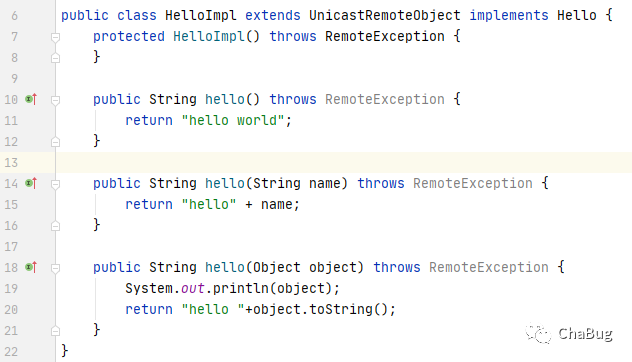 6 public class HelloImpl extends UnicastRemoteObject implements Hello {
7     protected HelloImpl() throws RemoteException {
8     }
9
10     public String hello() throws RemoteException {
11         return "hello world";
12     }
13
14     public String hello(String name) throws RemoteException {
15         return "hello" + name;
16     }
17
18     public String hello(Object object) throws RemoteException {
19         System.out.println(object);
20         return "hello "+object.toString();
21     }
22 }
ChaBug